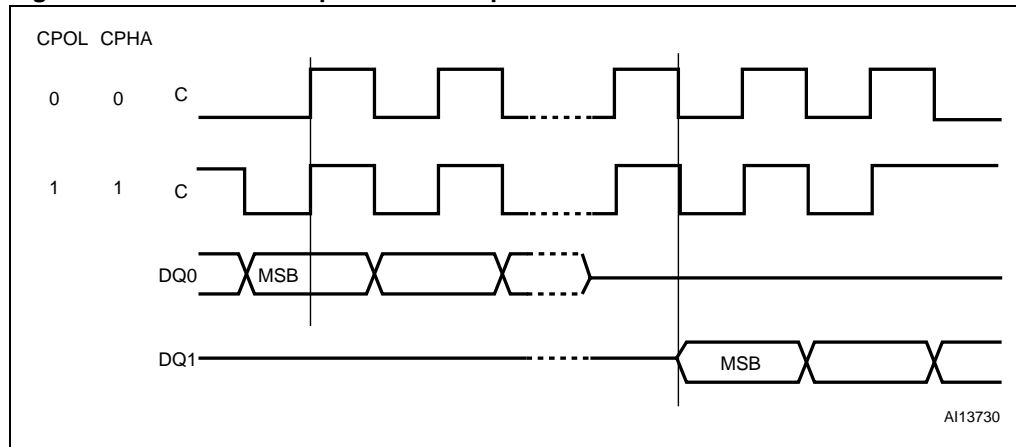 CPOL CPHA
0 0 C
1 1 C
DQ0 MSB
DQ1 MSB
AI13730